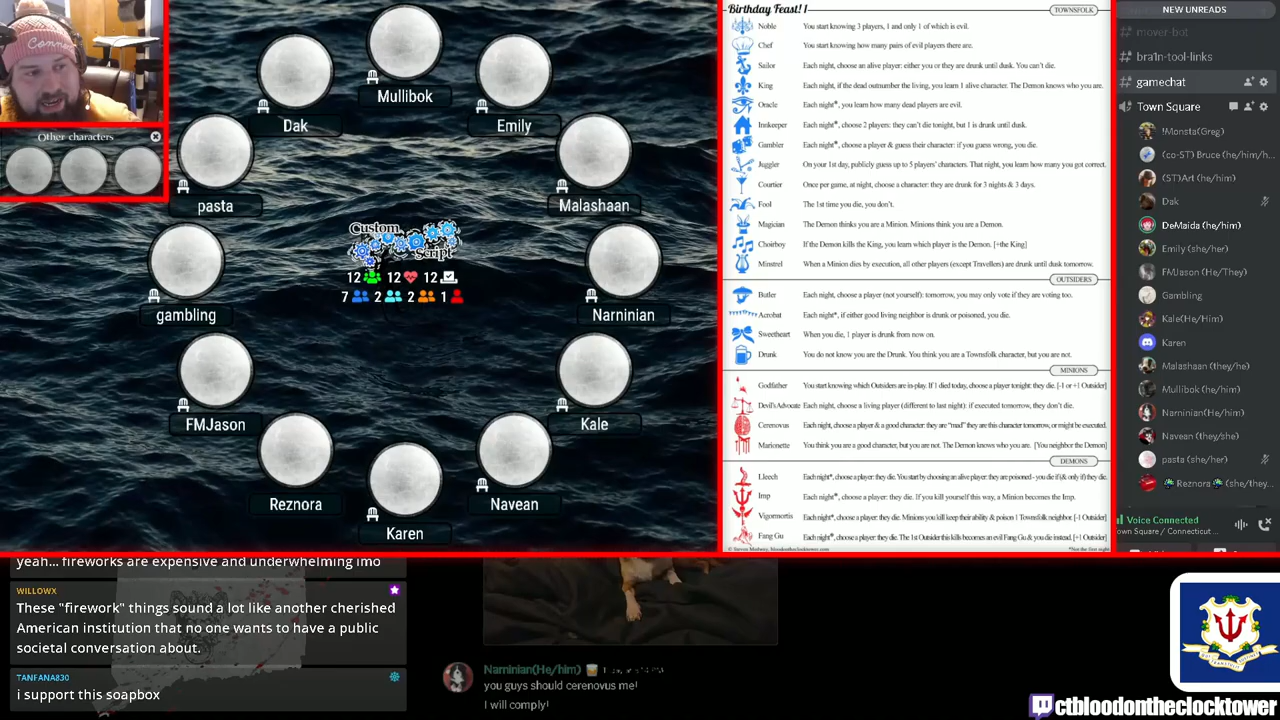 Other characters
Mullibok
Dak
Emily
pasta
Malashaan
gambling
Narninian
FMJason
Kale
Reznora
Navean
Karen
Custom
Script
12 12 12
7 2 2 1
Birthday Feast! 1
TOWNSFOLK
Noble You start knowing 3 players, 1 and only 1 of which is evil.
Chef You start knowing how many pairs of evil players there are.
Sailor Each night, choose an alive player: either you or they are drunk until dusk. You can't die.
King Each night, if the dead outnumber the living, you learn 1 alive character. The Demon knows who you are.
Oracle Each night*, you learn how many dead players are evil.
Innkeeper Each night*, choose 2 players: they can't die tonight, but 1 is drunk until dusk.
Gambler Each night*, choose a player & guess their character: if you guess wrong, you die.
Juggler On your 1st day, publicly guess up to 5 players' characters. That night, you learn how many you got correct.
Courtier Once per game, at night, choose a character: they are drunk for 3 nights & 3 days.
Fool The 1st time you die, you don't.
Magician The Demon thinks you are a Minion. Minions think you are a Demon.
Choirboy If the Demon kills the King, you learn which player is the Demon. [+the King]
Minstrel When a Minion dies by execution, all other players (except Travellers) are drunk until dusk tomorrow.
OUTSIDERS
Butler Each night, choose a player (not yourself): tomorrow, you may only vote if they are voting too.
Acrobat Each night*, if either good living neighbor is drunk or poisoned, you die.
Sweetheart When you die, 1 player is drunk from now on.
Drunk You do not know you are the Drunk. You think you are a Townsfolk character, but you are not.
MINIONS
Godfather You start knowing which Outsiders are in-play. If 1 died today, choose a player tonight: they die. [-1 or +1 Outsider]
Devil's Advocate Each night, choose a living player (different to last night): if executed tomorrow, they don't die.
Cerenovus Each night, choose a player & a good character: they are "mad" they are this character tomorrow, or might be executed.
Marionette You think you are a good character, but you are not. The Demon knows who you are. [You neighbor the Demon]
DEMONS
Lleech Each night*, choose a player: they die. You start by choosing an alive player: they are poisoned - you die if (& only if) they die.
Imp Each night*, choose a player: they die. If you kill yourself this way, a Minion becomes the Imp.
Vigormortis Each night*, choose a player: they die. Minions you kill keep their ability & poison 1 Townsfolk neighbor. [-1 Outsider]
Fang Gu Each night*, choose a player: they die. The 1st Outsider this kills becomes an evil Fang Gu & you die instead. [+1 Outsider]
© Steven Medway, bloodontheclocktower.com
*Not the first night
NEW UNREADS
# mover-bot
bra1n-tool-links
gamechat
Town Square
(ST) Art (he/him)
Dak
DeMaida (he/him)
Emily (she/her)
FMJason (He/They)
Gambling
Kale(He/Him)
Karen
Malashaan (they/he)
Mullibok (he/him)
Narninian(He/him)
Navean (they/she)
pasta (she/her)
Reznora (she/they...
Voice Connected
Town Square / Connecticut ...
are expensive and underwhelming imo
WILLOWX
These "firework" things sound a lot like another cherished
American institution that no one wants to have a public
societal conversation about.
TANFANA830
i support this soapbox
Narninian(He/him)
you guys should cerenovus me!
I will comply!
ctbloodontheclocktower